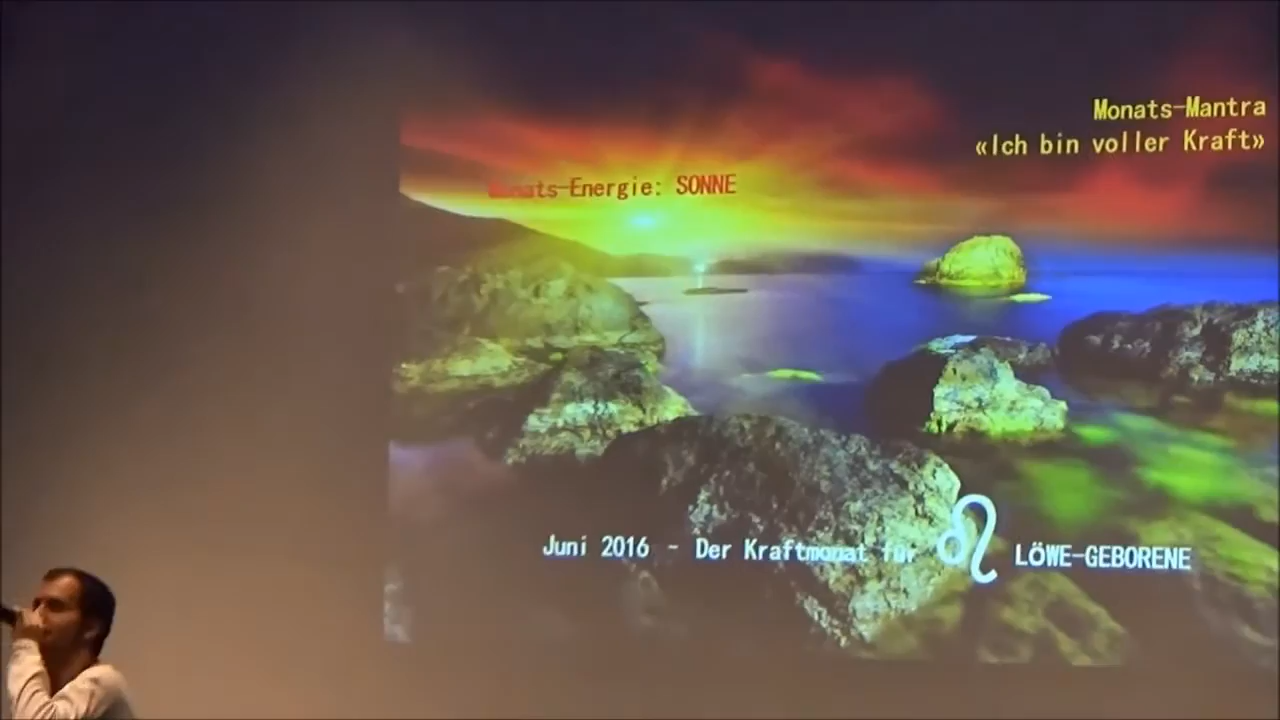 Monats-Mantra
«Ich bin voller Kraft»
Monats-Energie: SONNE
Juni 2016 - Der Kraftmonat für ♌ LÖWE-GEBORENE